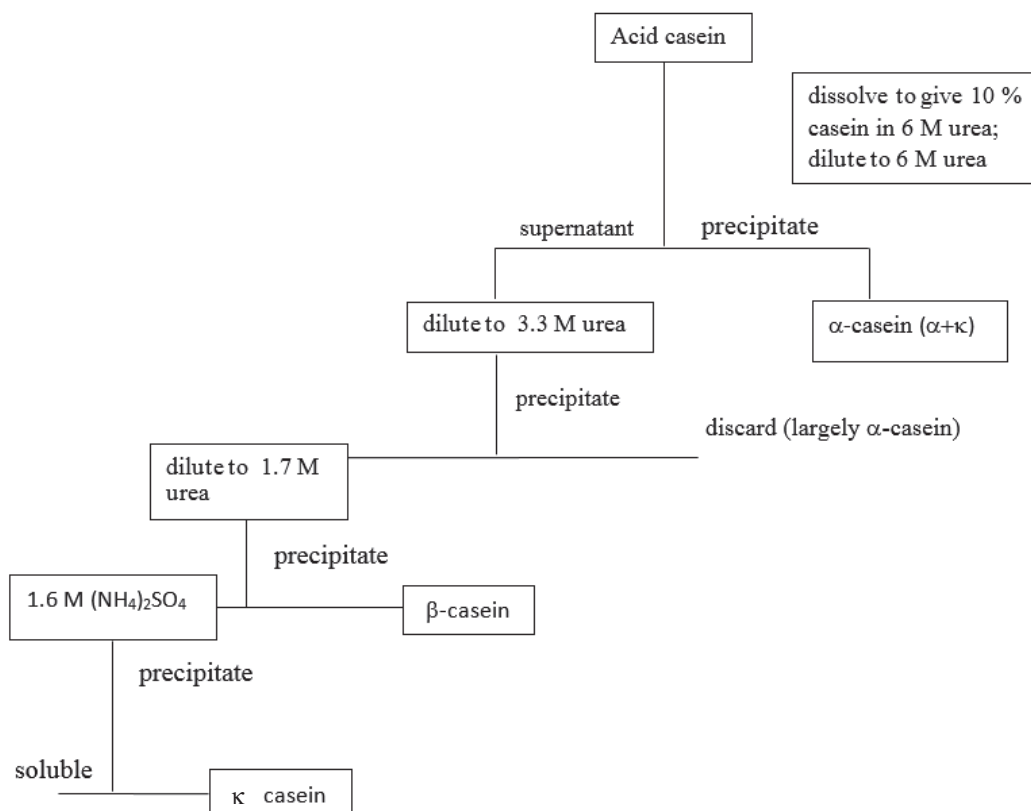 Acid casein
dissolve to give 10 %
casein in 6 M urea;
dilute to 6 M urea
supernatant
precipitate
dilute to 3.3 M urea
α-casein (α+κ)
precipitate
discard (largely α-casein)
dilute to 1.7 M
urea
precipitate
1.6 M (NH₄)₂SO₄
β-casein
precipitate
soluble
κ casein